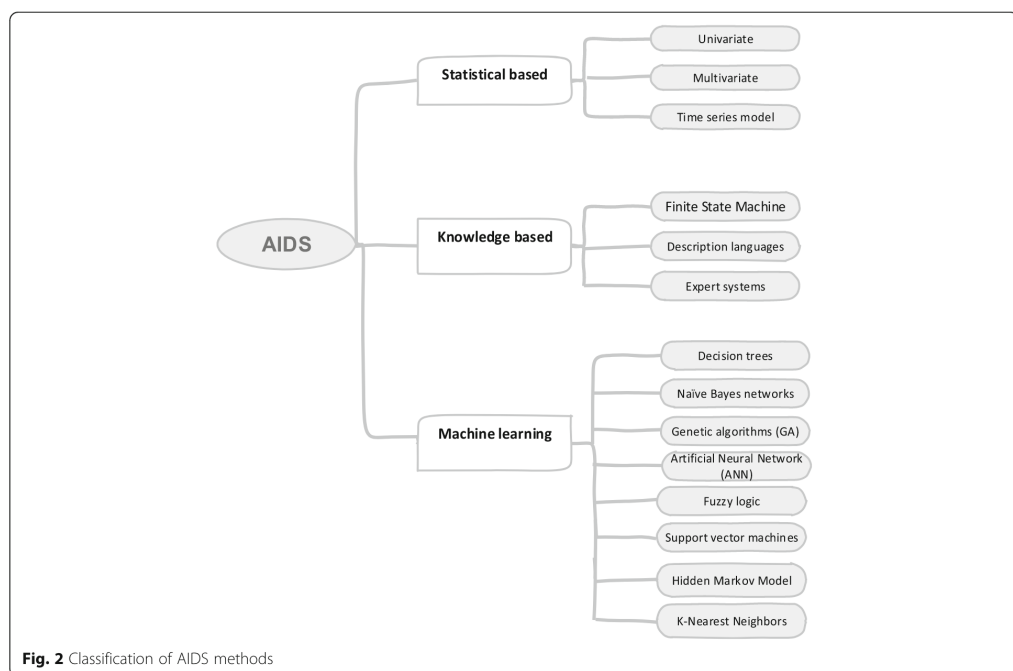 AIDS
Statistical based
Univariate
Multivariate
Time series model
Knowledge based
Finite State Machine
Description languages
Expert systems
Machine learning
Decision trees
Naïve Bayes networks
Genetic algorithms (GA)
Artificial Neural Network
(ANN)
Fuzzy logic
Support vector machines
Hidden Markov Model
K-Nearest Neighbors
Fig. 2 Classification of AIDS methods